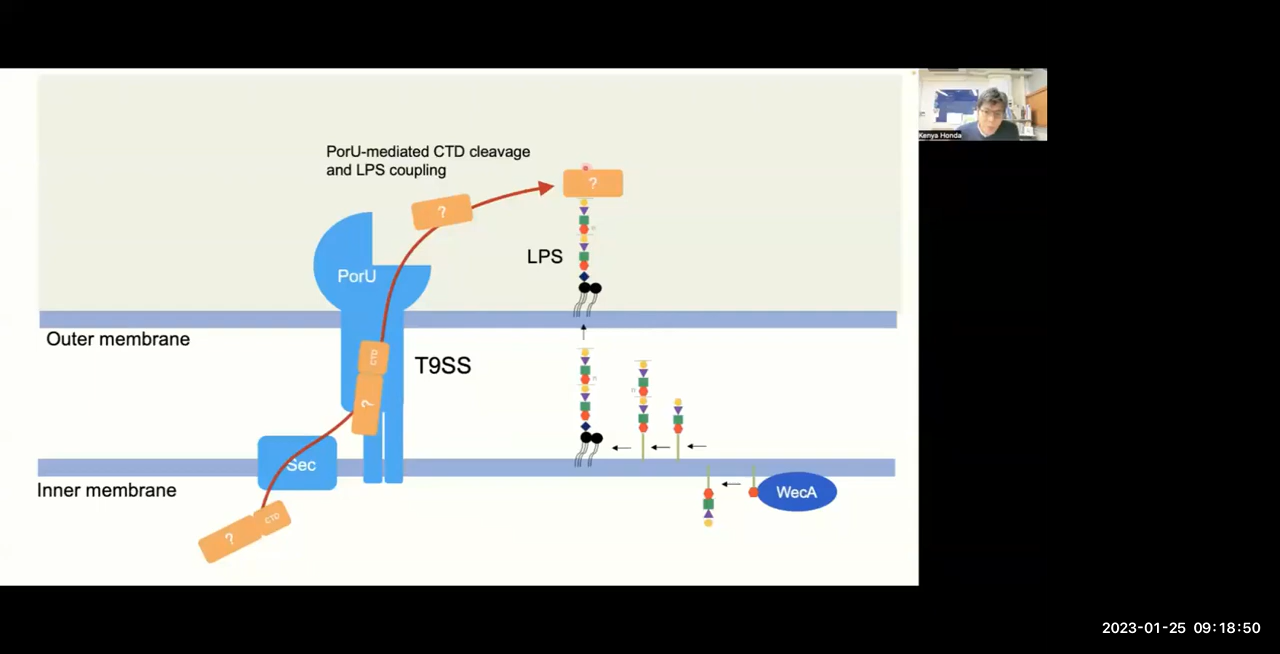 Kenya Honda
PorU-mediated CTD cleavage
and LPS coupling
?
?
LPS
PorU
Outer membrane
CTD
T9SS
?
n
n
n
Sec
Inner membrane
WecA
CTD
?
2023-01-25 09:18:50